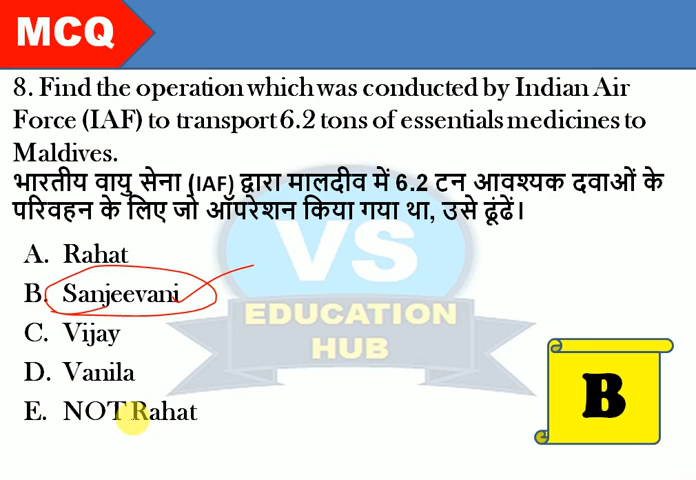 MCQ
8. Find the operation which was conducted by Indian Air
Force (IAF) to transport 6.2 tons of essentials medicines to
Maldives.
भारतीय वायु सेना (IAF) द्वारा मालदीव में 6.2 टन आवश्यक दवाओं के
परिवहन के लिए जो ऑपरेशन किया गया था, उसे ढूंढें।
A. Rahat
B. Sanjeevani
C. Vijay
D. Vanila
E. NOT Rahat
VS
EDUCATION
HUB
B